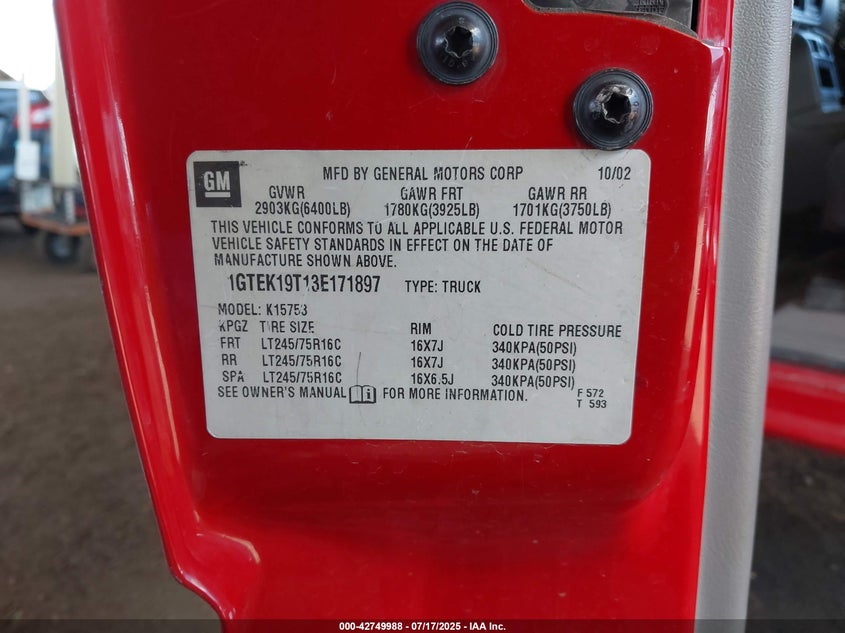 GM
MFD BY GENERAL MOTORS CORP 10/02
GVWR GAWR FRT GAWR RR
2903KG(6400LB) 1780KG(3925LB) 1701KG(3750LB)
THIS VEHICLE CONFORMS TO ALL APPLICABLE U.S. FEDERAL MOTOR
VEHICLE SAFETY STANDARDS IN EFFECT ON THE DATE OF
MANUFACTURE SHOWN ABOVE.
1GTEK19T13E171897 TYPE: TRUCK
MODEL: K15753
KPGZ TIRE SIZE RIM COLD TIRE PRESSURE
FRT LT245/75R16C 16X7J 340KPA(50PSI)
RR LT245/75R16C 16X7J 340KPA(50PSI)
SPA LT245/75R16C 16X6.5J 340KPA(50PSI)
SEE OWNER'S MANUAL FOR MORE INFORMATION.
F 572
T 593
000-42749988 - 07/17/2025 - IAA Inc.